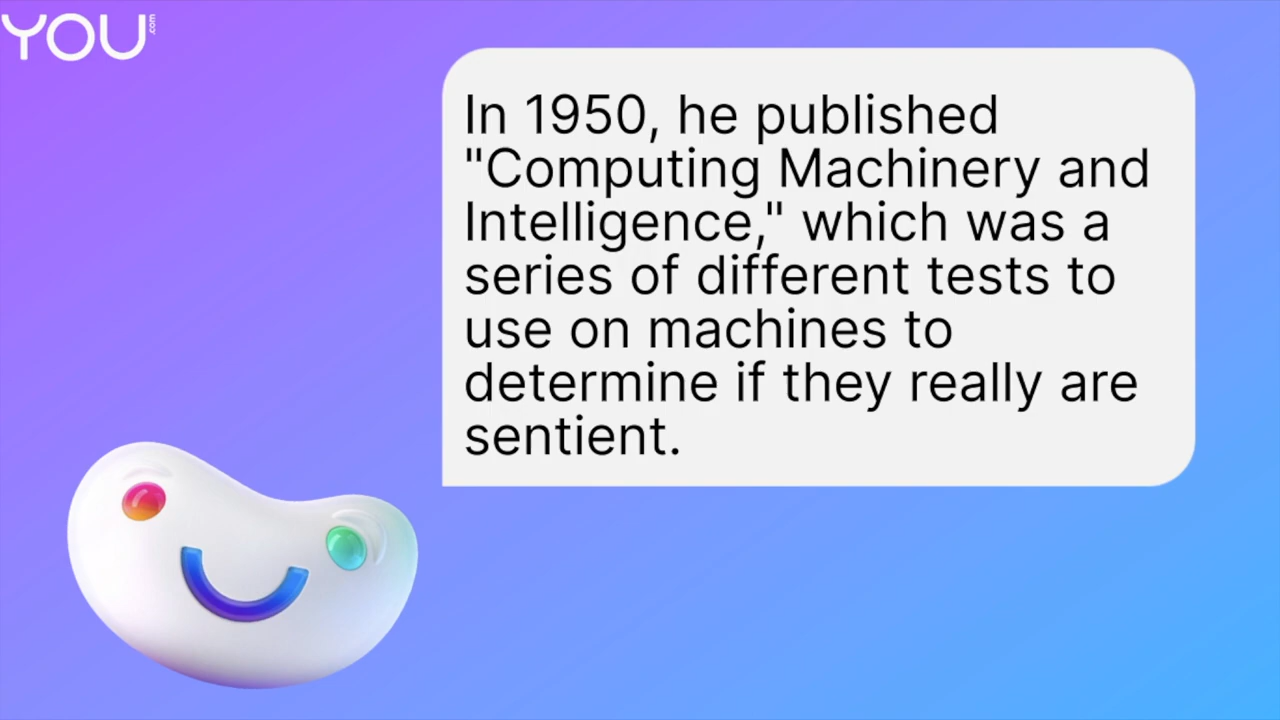 YOU.com
In 1950, he published
"Computing Machinery and
Intelligence," which was a
series of different tests to
use on machines to
determine if they really are
sentient.